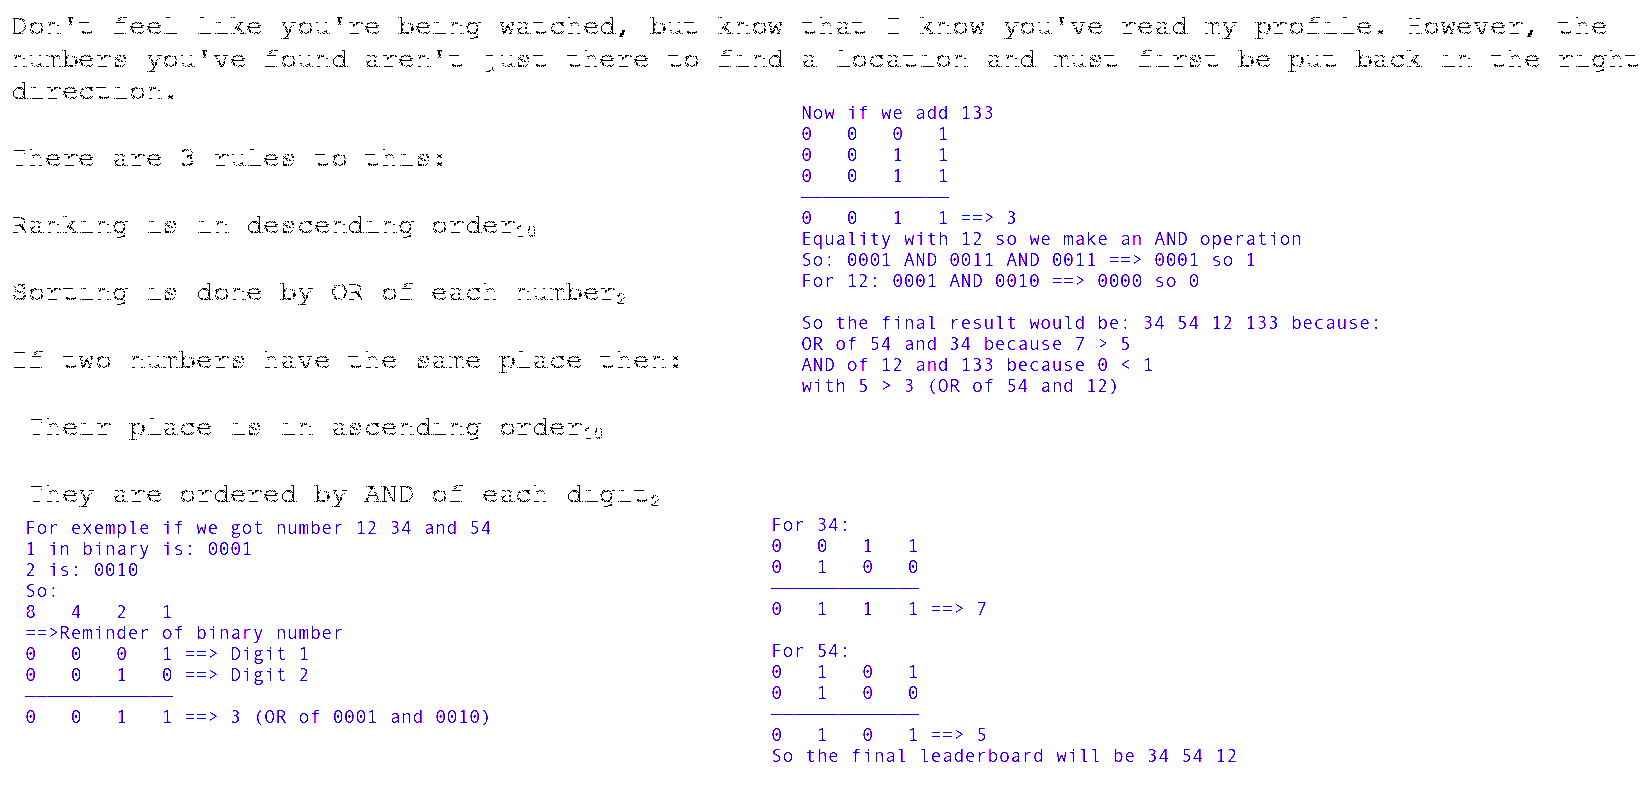 Don't feel like you're being watched, but know that I know you've read my profile. However, the
numbers you've found aren't just there to find a location and must first be put back in the right
direction.
There are 3 rules to this:
Ranking is in descending order₁₀
Sorting is done by OR of each number₂
If two numbers have the same place then:
Their place is in ascending order₁₀
They are ordered by AND of each digit₂
For exemple if we got number 12 34 and 54
1 in binary is: 0001
2 is: 0010
So:
8 4 2 1
==>Reminder of binary number
0 0 0 1 ==> Digit 1
0 0 1 0 ==> Digit 2
0 0 1 1 ==> 3 (OR of 0001 and 0010)
For 34:
0 0 1 1
0 1 0 0
0 1 1 1 ==> 7
For 54:
0 1 0 1
0 1 0 0
0 1 0 1 ==> 5
So the final leaderboard will be 34 54 12
Now if we add 133
0 0 0 1
0 0 1 1
0 0 1 1
0 0 1 1 ==> 3
Equality with 12 so we make an AND operation
So: 0001 AND 0011 AND 0011 ==> 0001 so 1
For 12: 0001 AND 0010 ==> 0000 so 0
So the final result would be: 34 54 12 133 because:
OR of 54 and 34 because 7 > 5
AND of 12 and 133 because 0 < 1
with 5 > 3 (OR of 54 and 12)